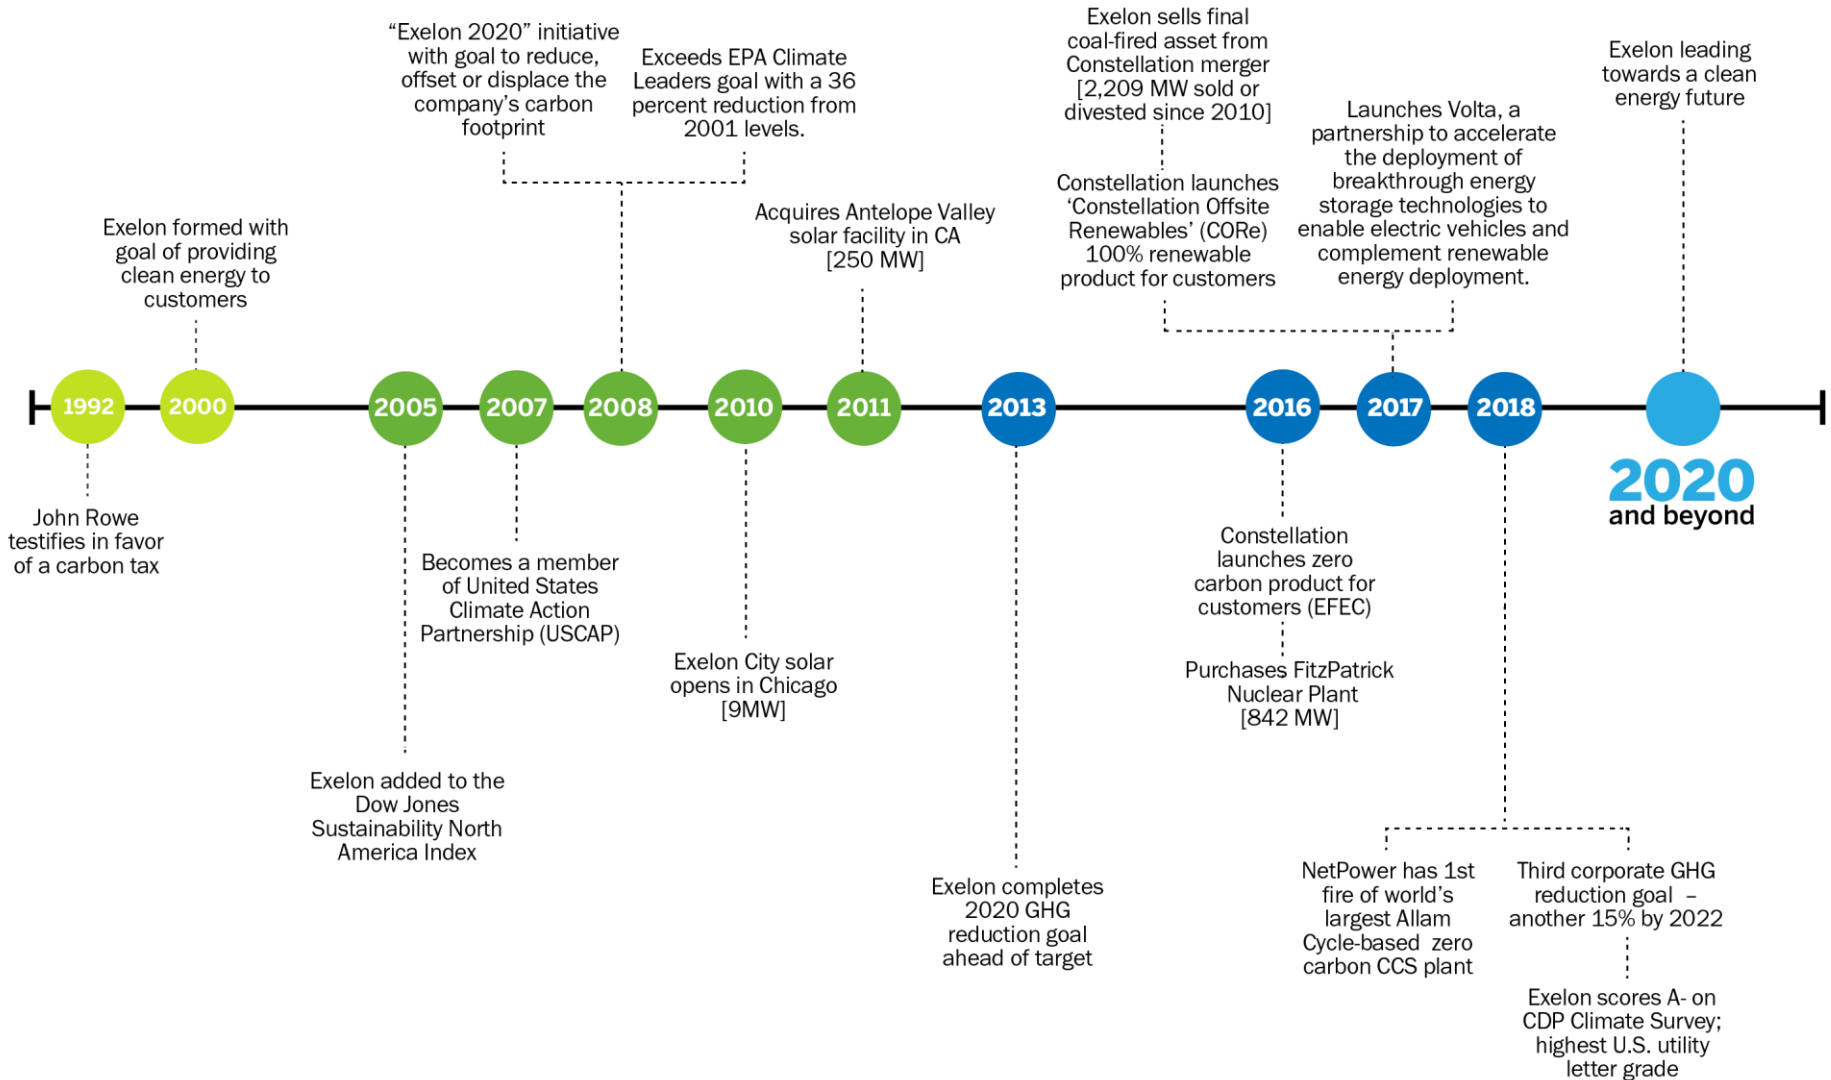 “Exelon 2020” initiative
with goal to reduce,
offset or displace the
company’s carbon
footprint
Exceeds EPA Climate
Leaders goal with a 36
percent reduction from
2001 levels.
Exelon sells final
coal-fired asset from
Constellation merger
[2,209 MW sold or
divested since 2010]
Constellation launches
‘Constellation Offsite
Renewables’ (CORe)
100% renewable
product for customers
Launches Volta, a
partnership to accelerate
the deployment of
breakthrough energy
storage technologies to
enable electric vehicles and
complement renewable
energy deployment.
Exelon leading
towards a clean
energy future
Exelon formed with
goal of providing
clean energy to
customers
Acquires Antelope Valley
solar facility in CA
[250 MW]
1992
2000
2005
2007
2008
2010
2011
2013
2016
2017
2018
2020
and beyond
John Rowe
testifies in favor
of a carbon tax
Exelon added to the
Dow Jones
Sustainability North
America Index
Becomes a member
of United States
Climate Action
Partnership (USCAP)
Exelon City solar
opens in Chicago
[9MW]
Exelon completes
2020 GHG
reduction goal
ahead of target
Constellation
launches zero
carbon product for
customers (EFEC)
Purchases FitzPatrick
Nuclear Plant
[842 MW]
NetPower has 1st
fire of world’s
largest Allam
Cycle-based zero
carbon CCS plant
Third corporate GHG
reduction goal –
another 15% by 2022
Exelon scores A- on
CDP Climate Survey;
highest U.S. utility
letter grade